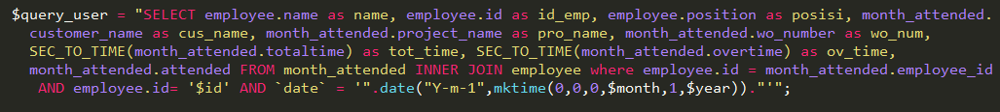 $query_user = "SELECT employee.name as name, employee.id as id_emp, employee.position as posisi, month_attended.
customer_name as cus_name, month_attended.project_name as pro_name, month_attended.wo_number as wo_num,
SEC_TO_TIME(month_attended.totaltime) as tot_time, SEC_TO_TIME(month_attended.overtime) as ov_time,
month_attended.attended FROM month_attended INNER JOIN employee where employee.id = month_attended.employee_id
AND employee.id= '$id' AND `date` = '".date("Y-m-1",mktime(0,0,0,$month,1,$year))."'";